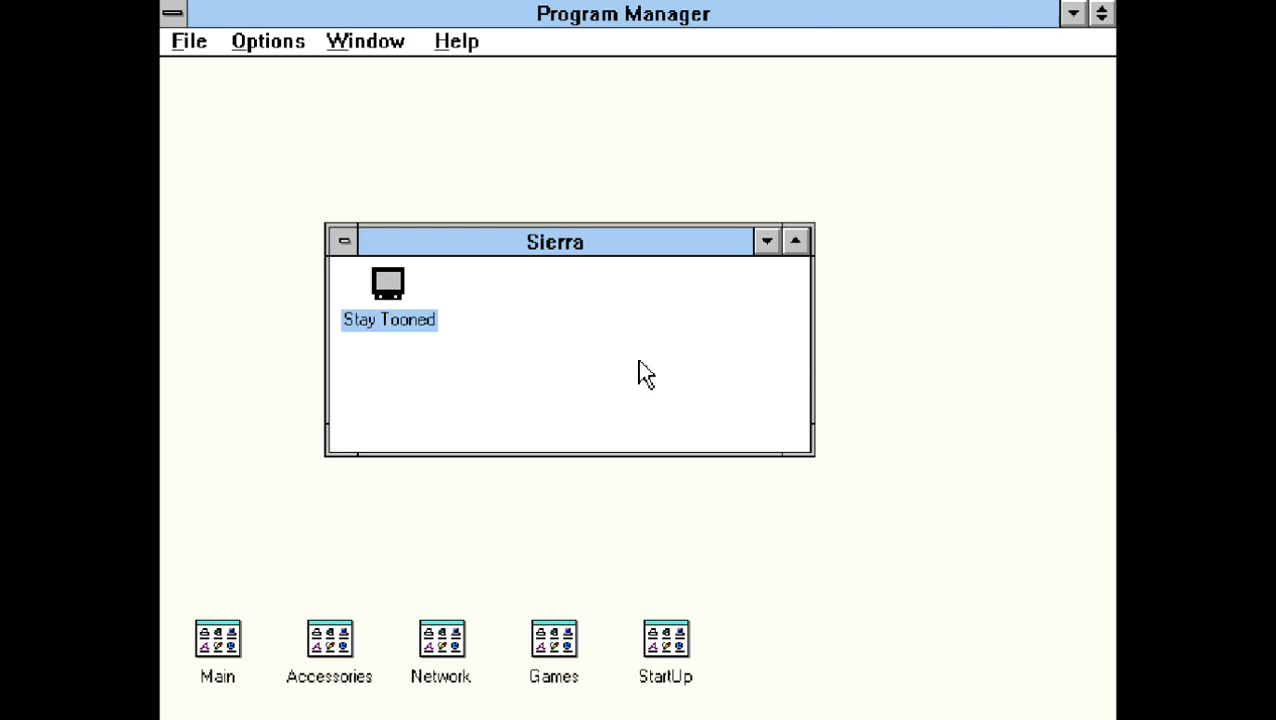 Program Manager
File Options Window Help
Sierra
Stay Tooned
Main Accessories Network Games StartUp